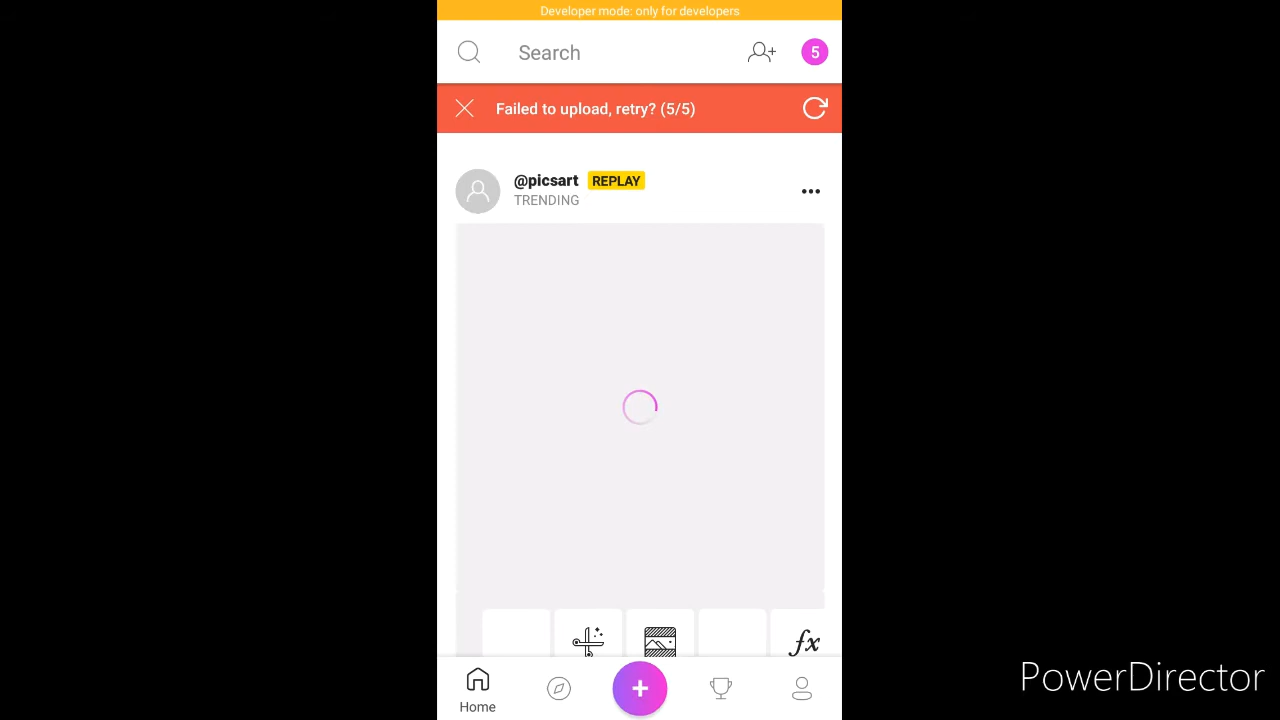 Developer mode: only for developers
Search
5
Failed to upload, retry? (5/5)
@picsart REPLAY
TRENDING
fx
Home
PowerDirector